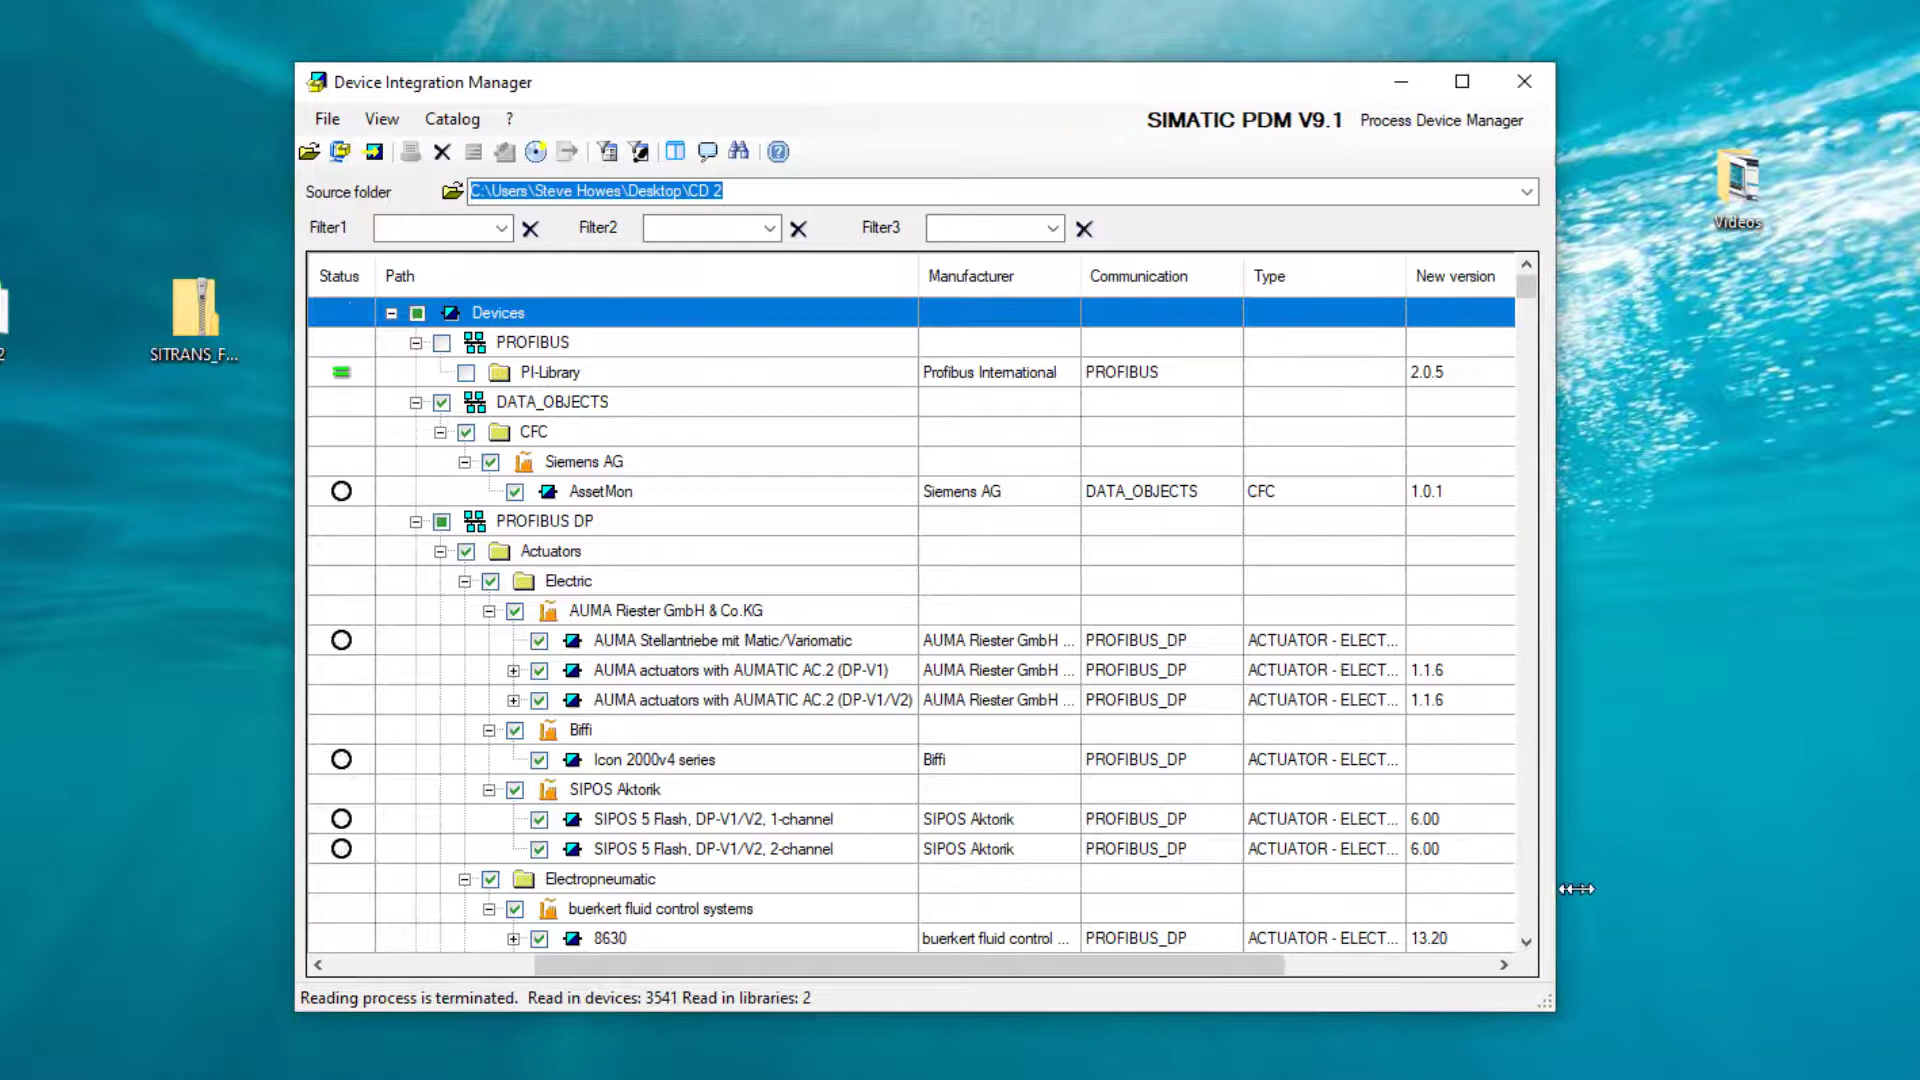 Device Integration Manager
File View Catalog ?
SIMATIC PDM V9.1 Process Device Manager
Source folder C:\Users\Steve Howes\Desktop\CD 2
Filter1 Filter2 Filter3
Status Path Manufacturer Communication Type New version
Devices
PROFIBUS
PI-Library Profibus International PROFIBUS 2.0.5
DATA_OBJECTS
CFC
Siemens AG
AssetMon Siemens AG DATA_OBJECTS CFC 1.0.1
PROFIBUS DP
Actuators
Electric
AUMA Riester GmbH & Co.KG
AUMA Stellantriebe mit Matic/Variomatic AUMA Riester GmbH ... PROFIBUS_DP ACTUATOR - ELECT...
AUMA actuators with AUMATIC AC.2 (DP-V1) AUMA Riester GmbH ... PROFIBUS_DP ACTUATOR - ELECT... 1.1.6
AUMA actuators with AUMATIC AC.2 (DP-V1/V2) AUMA Riester GmbH ... PROFIBUS_DP ACTUATOR - ELECT... 1.1.6
Biffi
Icon 2000v4 series Biffi PROFIBUS_DP ACTUATOR - ELECT...
SIPOS Aktorik
SIPOS 5 Flash, DP-V1/V2, 1-channel SIPOS Aktorik PROFIBUS_DP ACTUATOR - ELECT... 6.00
SIPOS 5 Flash, DP-V1/V2, 2-channel SIPOS Aktorik PROFIBUS_DP ACTUATOR - ELECT... 6.00
Electropneumatic
buerkert fluid control systems
8630 buerkert fluid control ... PROFIBUS_DP ACTUATOR - ELECT... 13.20
Reading process is terminated. Read in devices: 3541 Read in libraries: 2
2
SITRANS_F...
Videos